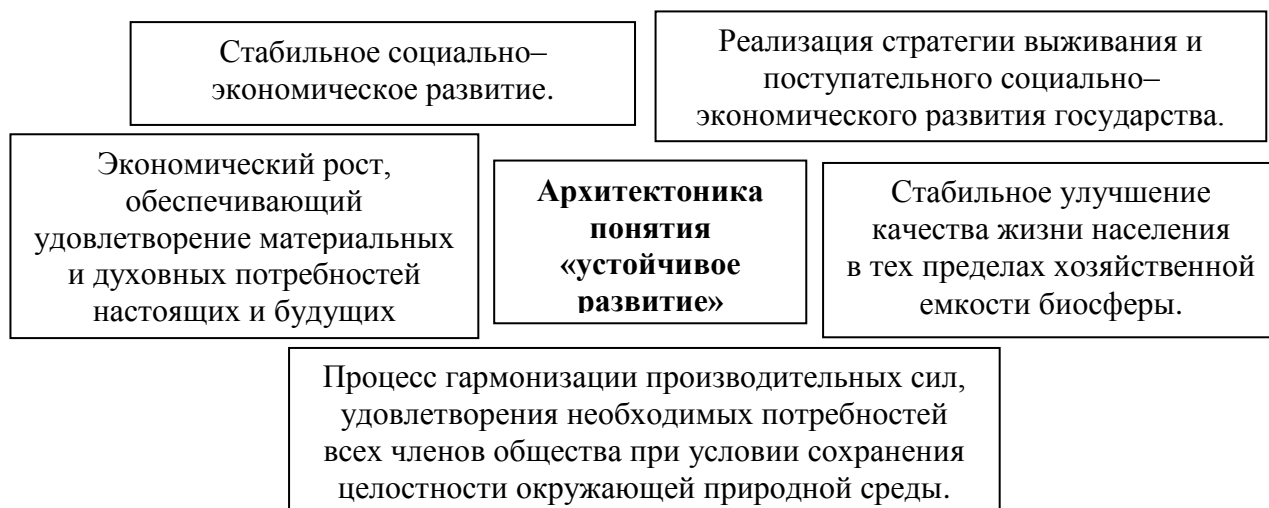 Стабильное социально–
экономическое развитие.
Реализация стратегии выживания и
поступательного социально–
экономического развития государства.
Экономический рост,
обеспечивающий
удовлетворение материальных
и духовных потребностей
настоящих и будущих
Архитектоника
понятия
«устойчивое
развитие»
Стабильное улучшение
качества жизни населения
в тех пределах хозяйственной
емкости биосферы.
Процесс гармонизации производительных сил,
удовлетворения необходимых потребностей
всех членов общества при условии сохранения
целостности окружающей природной среды.